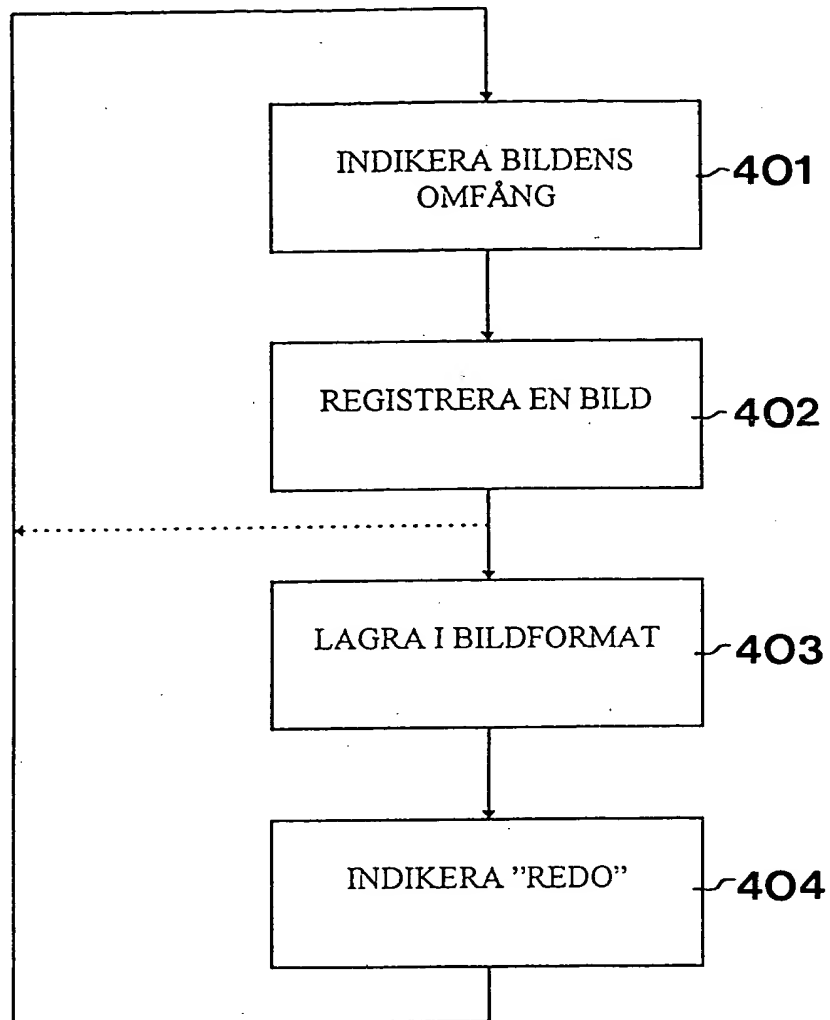 INDIKERA BILDENS
OMFÅNG
401
REGISTRERA EN BILD
402
LAGRA I BILDFORMAT
403
INDIKERA ”REDO”
404